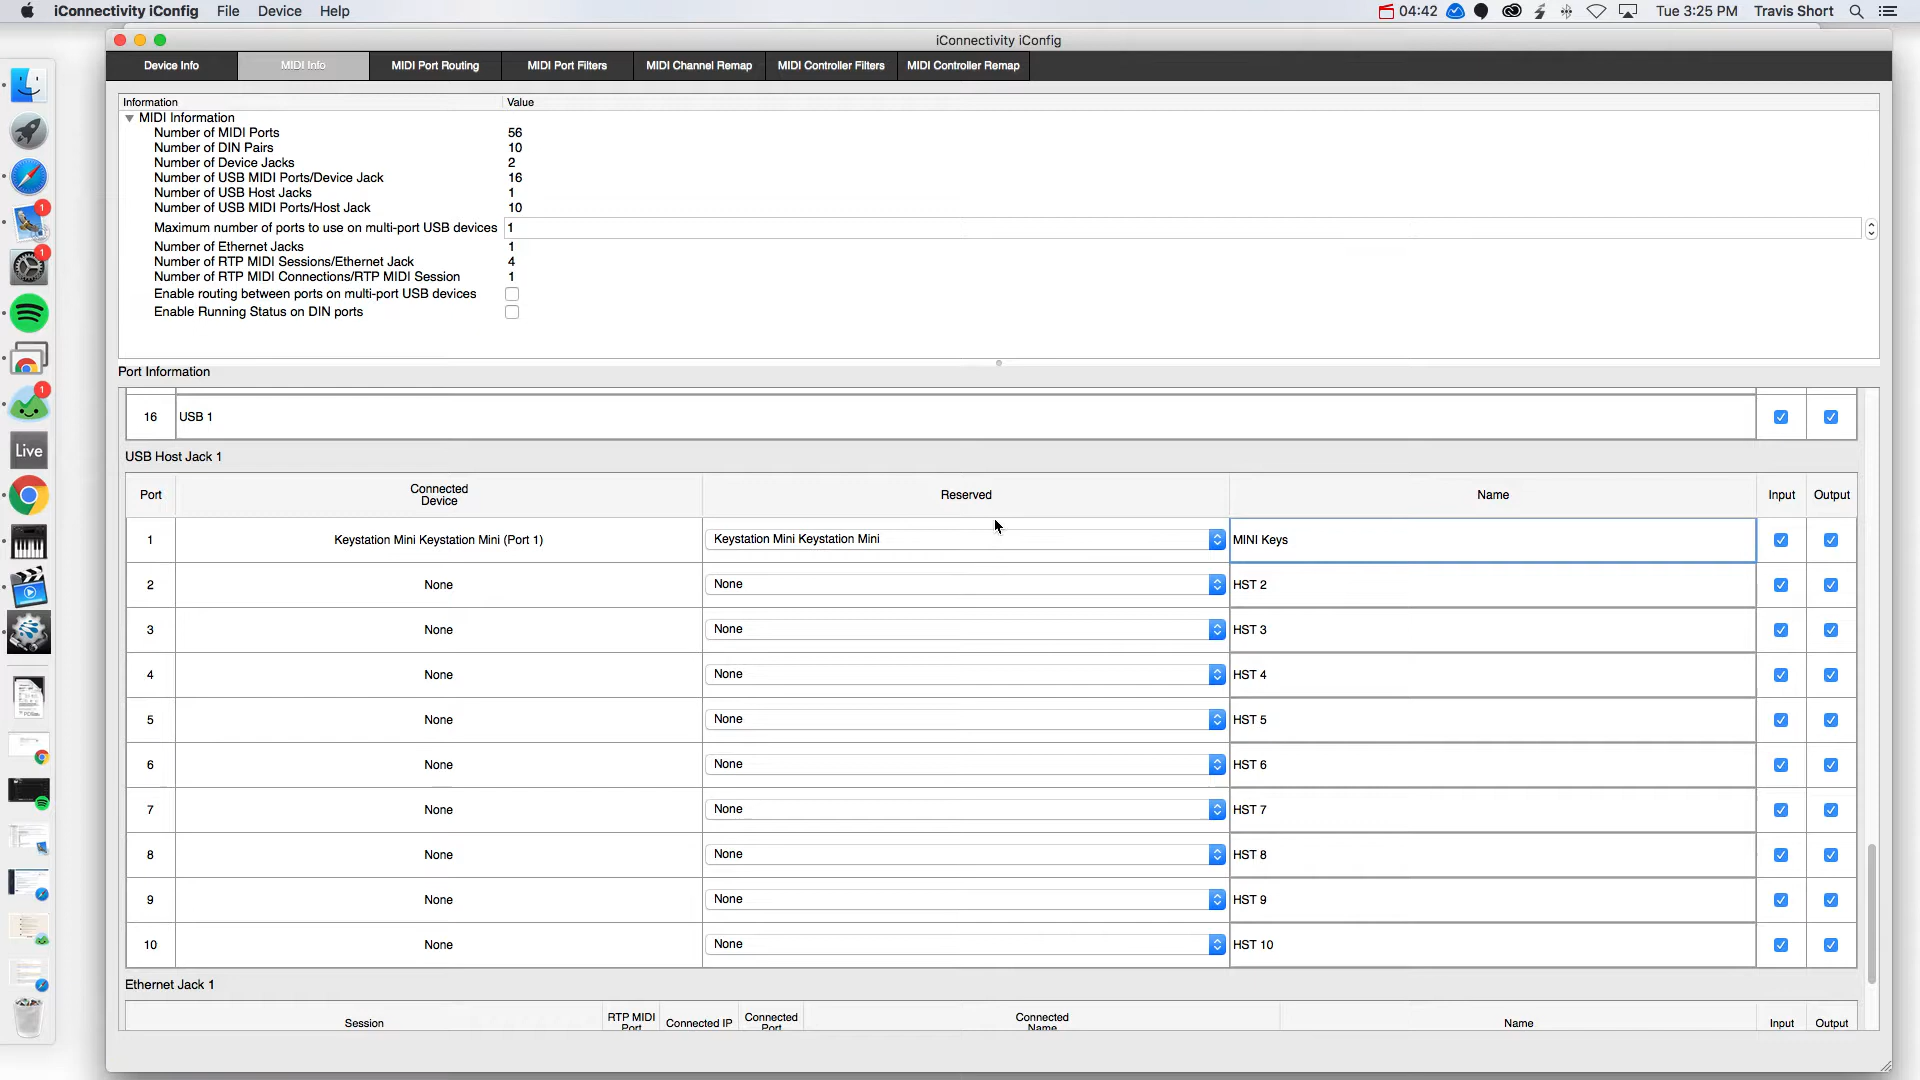 iConnectivity iConfig File Device Help 04:42 Tue 3:25 PM Travis Short
iConnectivity iConfig
Device Info MIDI Info MIDI Port Routing MIDI Port Filters MIDI Channel Remap MIDI Controller Filters MIDI Controller Remap
Information Value
MIDI Information
Number of MIDI Ports 56
Number of DIN Pairs 10
Number of Device Jacks 2
Number of USB MIDI Ports/Device Jack 16
Number of USB Host Jacks 1
Number of USB MIDI Ports/Host Jack 10
Maximum number of ports to use on multi-port USB devices 1
Number of Ethernet Jacks 1
Number of RTP MIDI Sessions/Ethernet Jack 4
Number of RTP MIDI Connections/RTP MIDI Session 1
Enable routing between ports on multi-port USB devices
Enable Running Status on DIN ports
Port Information
16 USB 1
USB Host Jack 1
Port Connected Device Reserved Name Input Output
1 Keystation Mini Keystation Mini (Port 1) Keystation Mini Keystation Mini MINI Keys
2 None None HST 2
3 None None HST 3
4 None None HST 4
5 None None HST 5
6 None None HST 6
7 None None HST 7
8 None None HST 8
9 None None HST 9
10 None None HST 10
Ethernet Jack 1
Session RTP MIDI Port Connected IP Connected Port Connected Name Name Input Output
1
1
1
Live